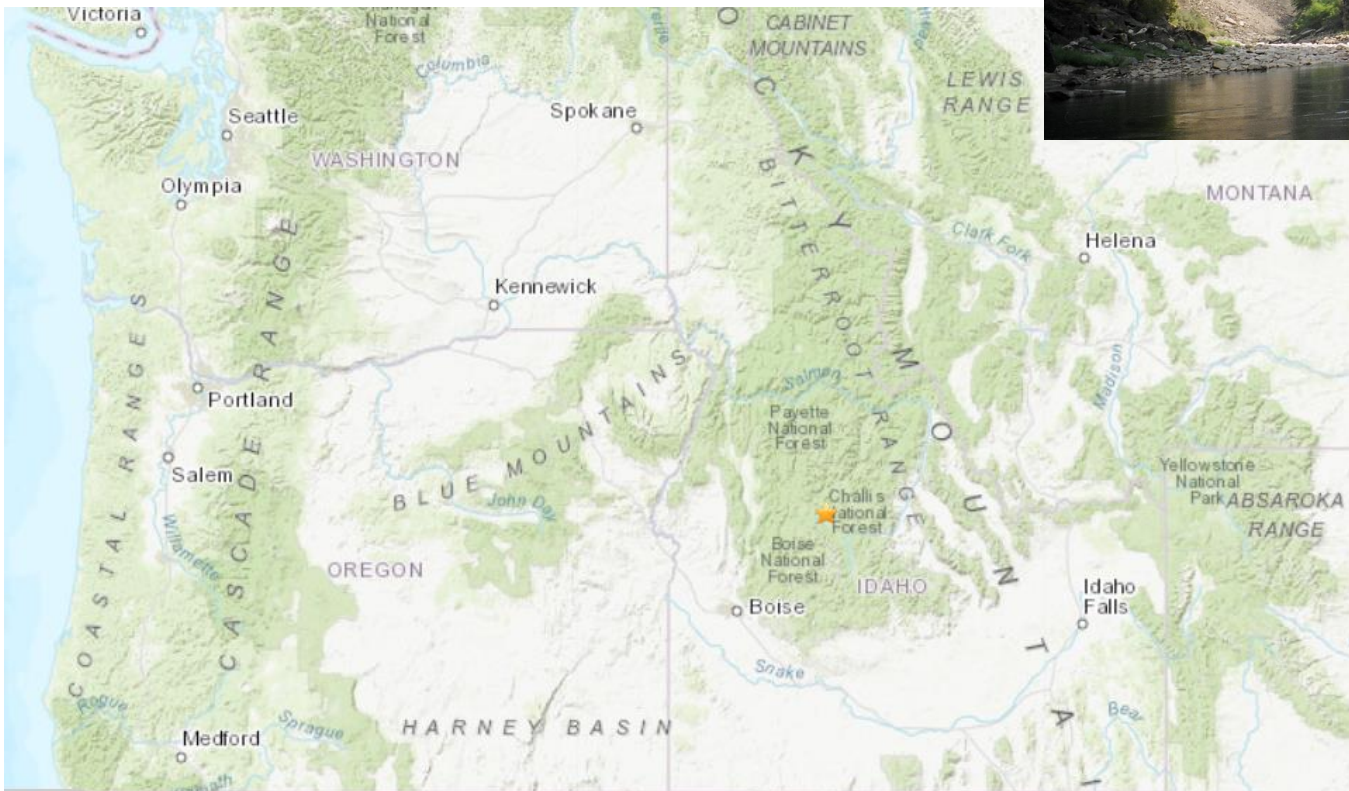 Victoria
National
Forest
Columbia
CABINET
MOUNTAINS
LEWIS
RANGE
Seattle
Spokane
WASHINGTON
Olympia
MONTANA
Clark Fork
Helena
Kennewick
BITTERROOT RANGE
ROCKY MOUNTAI
COASTAL RANGES
CASCADE RANGE
Portland
Salmon
Madison
BLUE MOUNTAINS
Payette
National
Forest
Salem
Willamette
John Day
Challis
National
Forest
Yellowstone
National
Park
ABSAROKA
RANGE
Boise
National
Forest
OREGON
IDAHO
Boise
Idaho
Falls
Snake
Rogue
Sprague
Medford
HARNEY BASIN
Bear